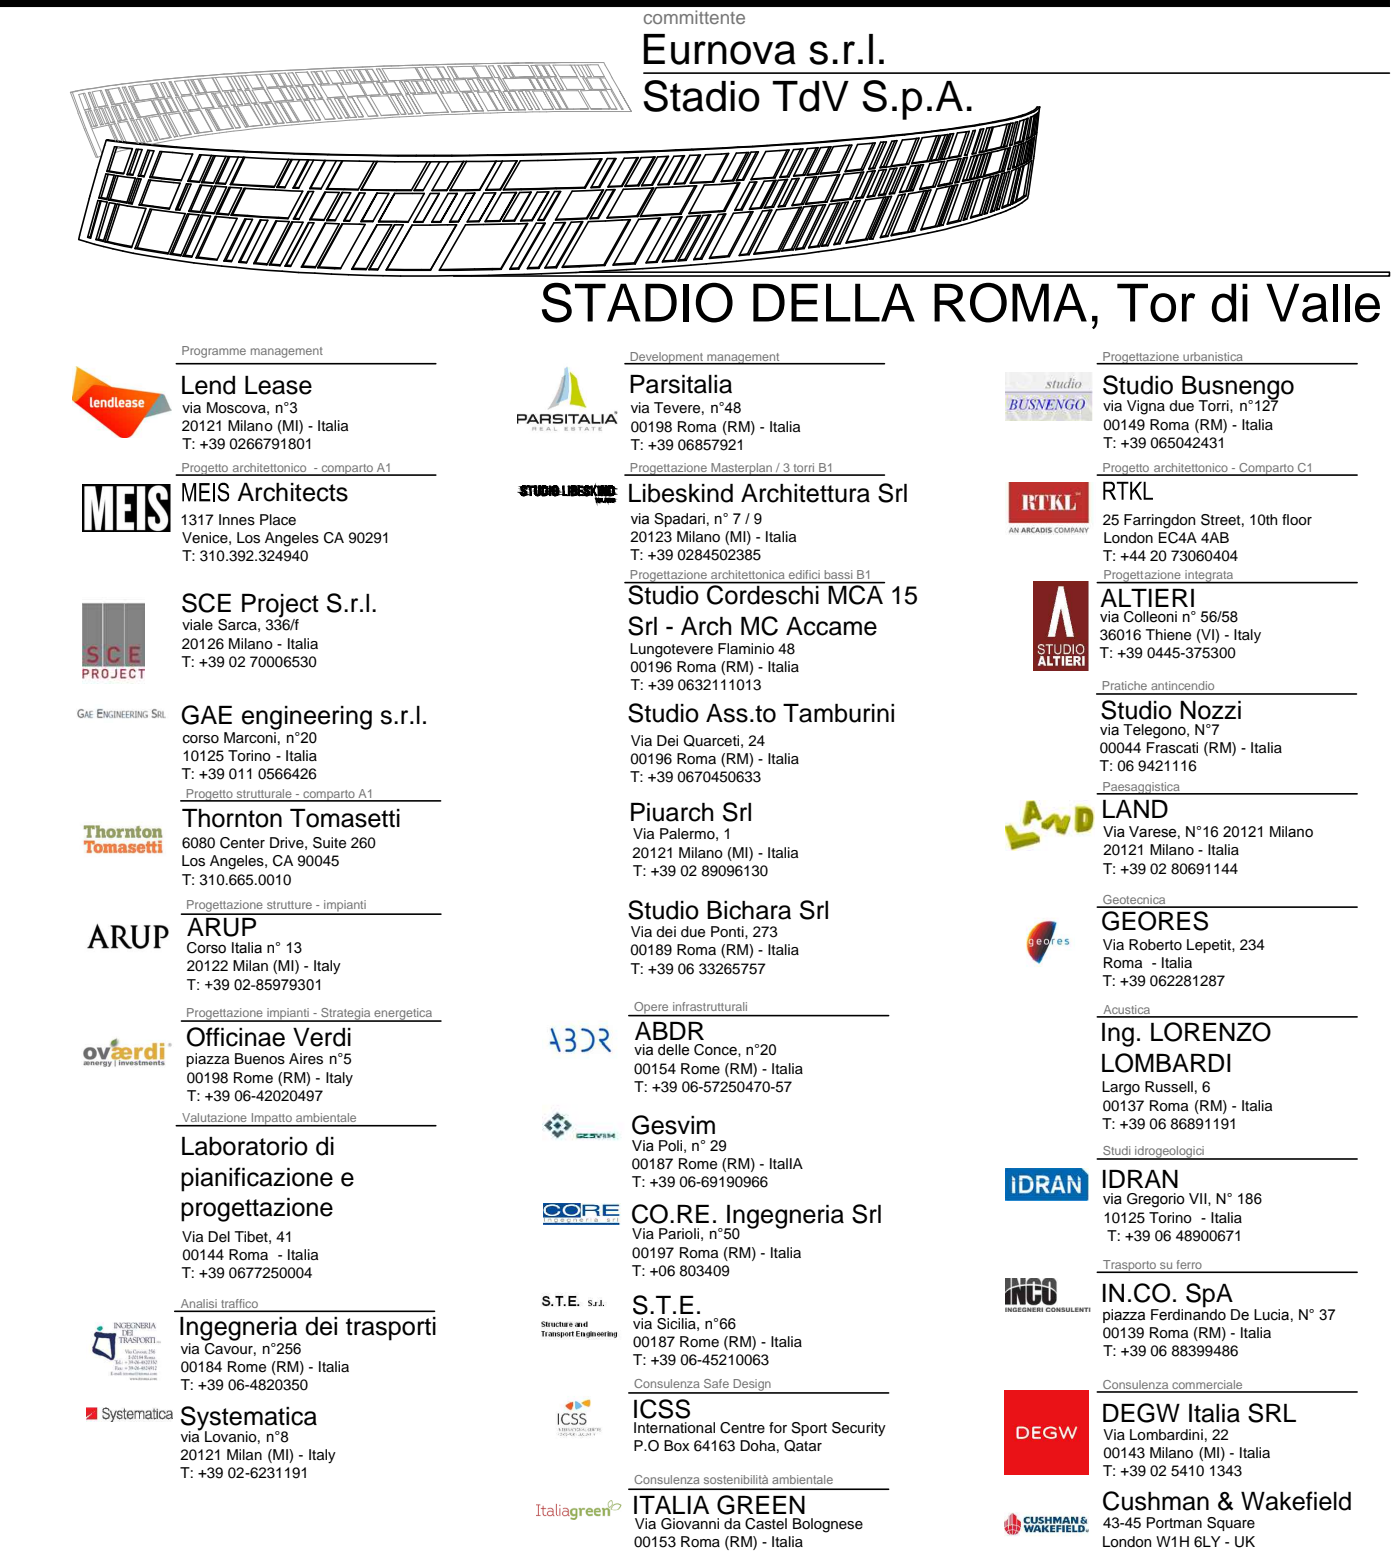 committente
Eurnova s.r.l.
Stadio TdV S.p.A.
STADIO DELLA ROMA, Tor di Valle
Programme management
lendlease
Lend Lease
via Moscova, n°3
20121 Milano (MI) - Italia
T: +39 0266791801
Progetto architettonico - comparto A1
MEIS
MEIS Architects
1317 Innes Place
Venice, Los Angeles CA 90291
T: 310.392.324940
SCE
PROJECT
SCE Project S.r.l.
viale Sarca, 336/f
20126 Milano - Italia
T: +39 02 70006530
GAE ENGINEERING SRL
GAE engineering s.r.l.
corso Marconi, n°20
10125 Torino - Italia
T: +39 011 0566426
Progetto strutturale - comparto A1
Thornton
Tomasetti
Thornton Tomasetti
6080 Center Drive, Suite 260
Los Angeles, CA 90045
T: 310.665.0010
Progettazione strutture - impianti
ARUP
ARUP
Corso Italia n° 13
20122 Milan (MI) - Italy
T: +39 02-85979301
Progettazione impianti - Strategia energetica
oværdi
ænergy | investments
Officinae Verdi
piazza Buenos Aires n°5
00198 Rome (RM) - Italy
T: +39 06-42020497
Valutazione Impatto ambientale
Laboratorio di
pianificazione e
progettazione
Via Del Tibet, 41
00144 Roma - Italia
T: +39 0677250004
Analisi traffico
INGEGNERIA
DEI
TRASPORTI
Ingegneria dei trasporti
via Cavour, n°256
00184 Rome (RM) - Italia
T: +39 06-4820350
Systematica
Systematica
via Lovanio, n°8
20121 Milan (MI) - Italy
T: +39 02-6231191
Development management
PARSITALIA
REAL ESTATE
Parsitalia
via Tevere, n°48
00198 Roma (RM) - Italia
T: +39 06857921
Progettazione Masterplan / 3 torri B1
STUDIO LIBESKIND
Libeskind Architettura Srl
via Spadari, n° 7 / 9
20123 Milano (MI) - Italia
T: +39 0284502385
Progettazione architettonica edifici bassi B1
Studio Cordeschi MCA 15
Srl - Arch MC Accame
Lungotevere Flaminio 48
00196 Roma (RM) - Italia
T: +39 0632111013
Studio Ass.to Tamburini
Via Dei Quarceti, 24
00196 Roma (RM) - Italia
T: +39 0670450633
Piuarch Srl
Via Palermo, 1
20121 Milano (MI) - Italia
T: +39 02 89096130
Studio Bichara Srl
Via dei due Ponti, 273
00189 Roma (RM) - Italia
T: +39 06 33265757
Opere infrastrutturali
ABDR
ABDR
via delle Conce, n°20
00154 Rome (RM) - Italia
T: +39 06-57250470-57
GESVIM
Gesvim
Via Poli, n° 29
00187 Rome (RM) - ItalIA
T: +39 06-69190966
CORE
ingegneria srl
CO.RE. Ingegneria Srl
Via Parioli, n°50
00197 Roma (RM) - Italia
T: +06 803409
S.T.E. S.r.l.
Structure and
Transport Engineering
S.T.E.
via Sicilia, n°66
00187 Rome (RM) - Italia
T: +39 06-45210063
Consulenza Safe Design
ICSS
ICSS
International Centre for Sport Security
P.O Box 64163 Doha, Qatar
Consulenza sostenibilità ambientale
Italiagreen
ITALIA GREEN
Via Giovanni da Castel Bolognese
00153 Roma (RM) - Italia
Progettazione urbanistica
studio
BUSNENGO
Studio Busnengo
via Vigna due Torri, n°127
00149 Roma (RM) - Italia
T: +39 065042431
Progetto architettonico - Comparto C1
RTKL
AN ARCADIS COMPANY
RTKL
25 Farringdon Street, 10th floor
London EC4A 4AB
T: +44 20 73060404
Progettazione integrata
STUDIO
ALTIERI
ALTIERI
via Colleoni n° 56/58
36016 Thiene (VI) - Italy
T: +39 0445-375300
Pratiche antincendio
Studio Nozzi
via Telegono, N°7
00044 Frascati (RM) - Italia
T: 06 9421116
Paesaggistica
LAND
LAND
Via Varese, N°16 20121 Milano
20121 Milano - Italia
T: +39 02 80691144
Geotecnica
geores
GEORES
Via Roberto Lepetit, 234
Roma - Italia
T: +39 062281287
Acustica
Ing. LORENZO
LOMBARDI
Largo Russell, 6
00137 Roma (RM) - Italia
T: +39 06 86891191
Studi idrogeologici
IDRAN
IDRAN
via Gregorio VII, N° 186
10125 Torino - Italia
T: +39 06 48900671
Trasporto su ferro
INCO
INGEGNERI CONSULENTI
IN.CO. SpA
piazza Ferdinando De Lucia, N° 37
00139 Roma (RM) - Italia
T: +39 06 88399486
Consulenza commerciale
DEGW
DEGW Italia SRL
Via Lombardini, 22
00143 Milano (MI) - Italia
T: +39 02 5410 1343
CUSHMAN &
WAKEFIELD
Cushman & Wakefield
43-45 Portman Square
London W1H 6LY - UK